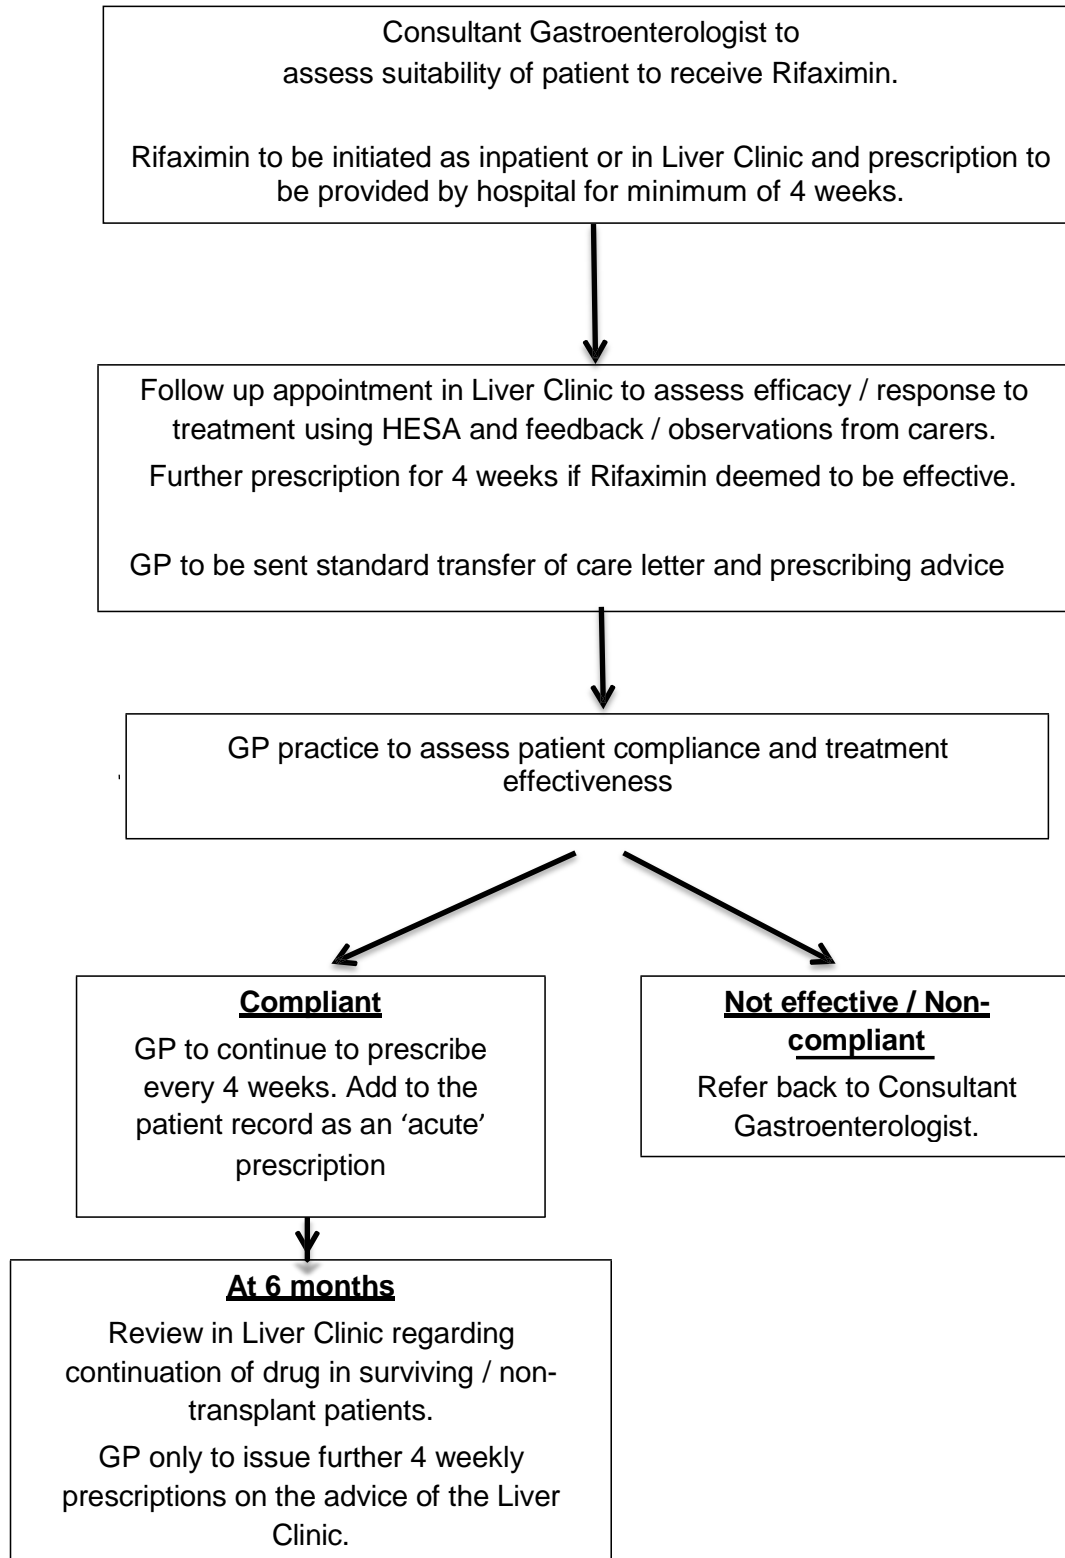 Consultant Gastroenterologist to
assess suitability of patient to receive Rifaximin.
Rifaximin to be initiated as inpatient or in Liver Clinic and prescription to
be provided by hospital for minimum of 4 weeks.
Follow up appointment in Liver Clinic to assess efficacy / response to
treatment using HESA and feedback / observations from carers.
Further prescription for 4 weeks if Rifaximin deemed to be effective.
GP to be sent standard transfer of care letter and prescribing advice
GP practice to assess patient compliance and treatment
effectiveness
Compliant
GP to continue to prescribe
every 4 weeks. Add to the
patient record as an ‘acute’
prescription
Not effective / Non-
compliant
Refer back to Consultant
Gastroenterologist.
At 6 months
Review in Liver Clinic regarding
continuation of drug in surviving / non-
transplant patients.
GP only to issue further 4 weekly
prescriptions on the advice of the Liver
Clinic.